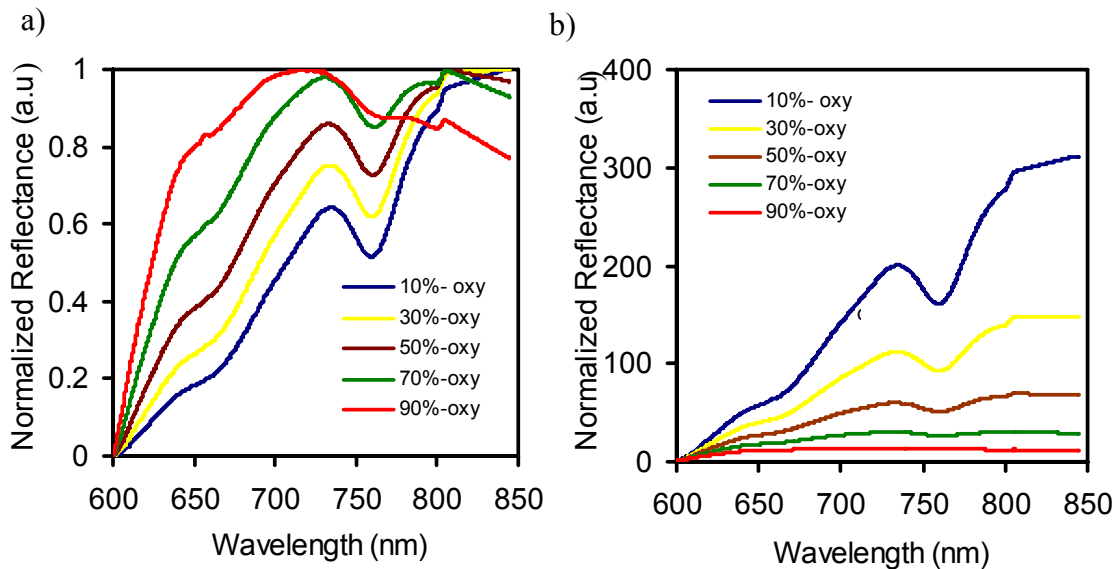 a)
Normalized Reflectance (a.u)
1
0.8
0.6
0.4
0.2
0
10%- oxy
30%-oxy
50%-oxy
70%-oxy
90%-oxy
600 650 700 750 800 850
Wavelength (nm)
b)
Normalized Reflectance (a.u)
400
300
200
100
0
10%- oxy
30%-oxy
50%-oxy
70%-oxy
90%-oxy
600 650 700 750 800 850
Wavelength (nm)